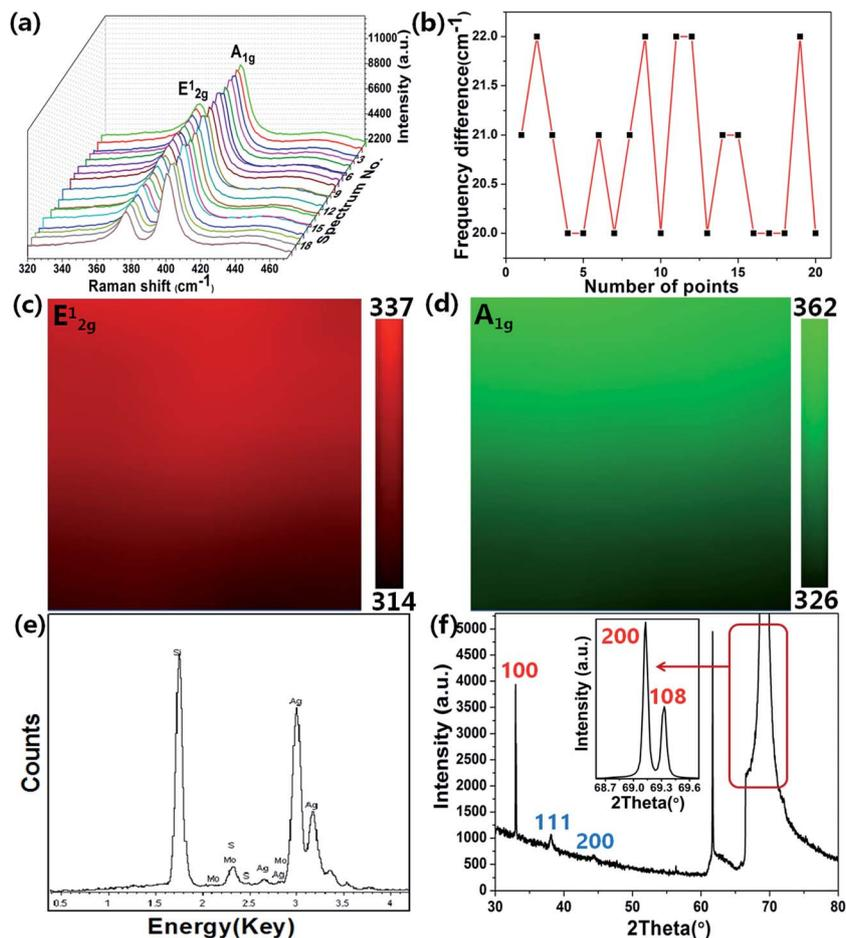 (a)
A1g
E¹2g
11000
8800
6600
4400
2200
Intensity (a.u.)
3
6
9
12
15
18
Spectrum No.
320 340 360 380 400 420 440 460
Raman shift (cm⁻¹)
(b)
22.0
21.5
21.0
20.5
20.0
Frequency difference(cm⁻¹)
0 5 10 15 20
Number of points
(c)
E¹2g
337
314
(d)
A1g
362
326
(e)
Si
Ag
Ag
S
Mo
Mo
S
Ag
Mo
Ag
0.5 1 2 2.5 3 3.5 4
Counts
Energy(Key)
(f)
5000
4500
4000
3500
3000
2500
2000
1500
1000
500
0
Intensity (a.u.)
100
111
200
200
108
Intensity (a.u.)
68.7 69.0 69.3 69.6
2Theta(°)
30 40 50 60 70 80
2Theta(°)